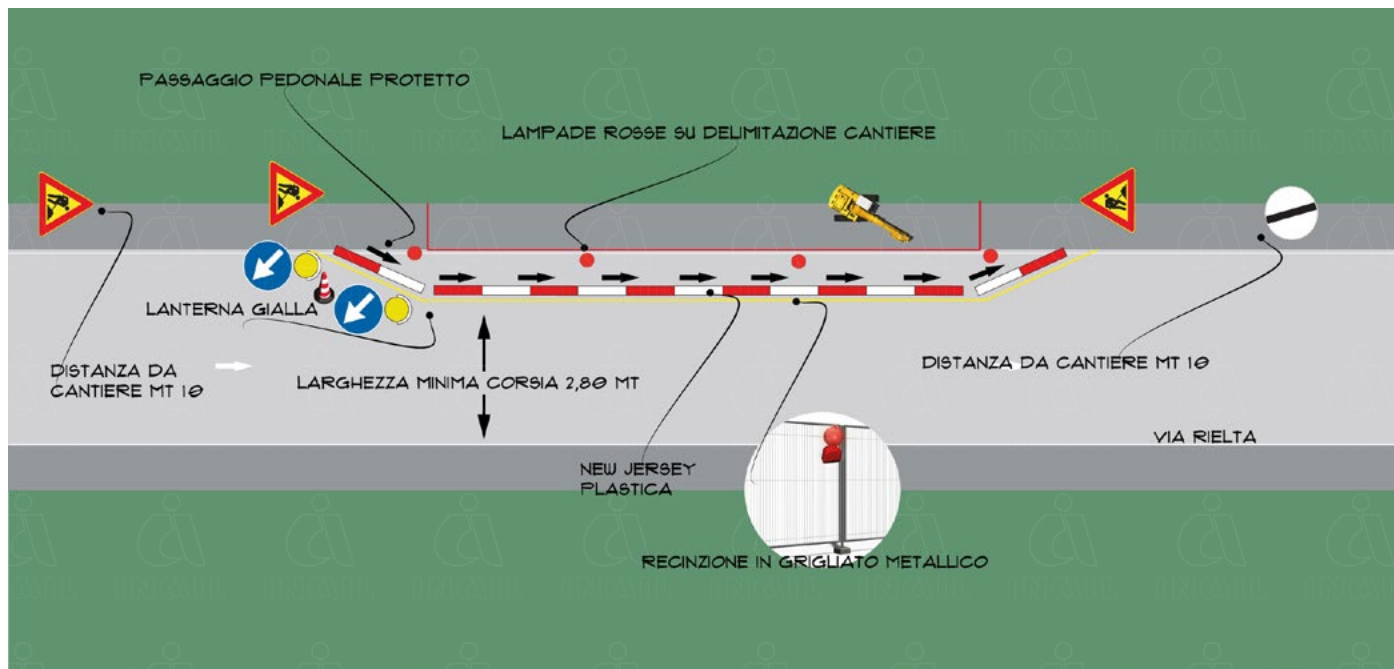 PASSAGGIO PEDONALE PROTETTO
LAMPADE ROSSE SU DELIMITAZIONE CANTIERE
LANTERNA GIALLA
DISTANZA DA
CANTIERE MT 10
LARGHEZZA MINIMA CORSIA 2,80 MT
DISTANZA DA CANTIERE MT 10
VIA RIELTA
NEW JERSEY
PLASTICA
RECINZIONE IN GRIGLIATO METALLICO
INAIL